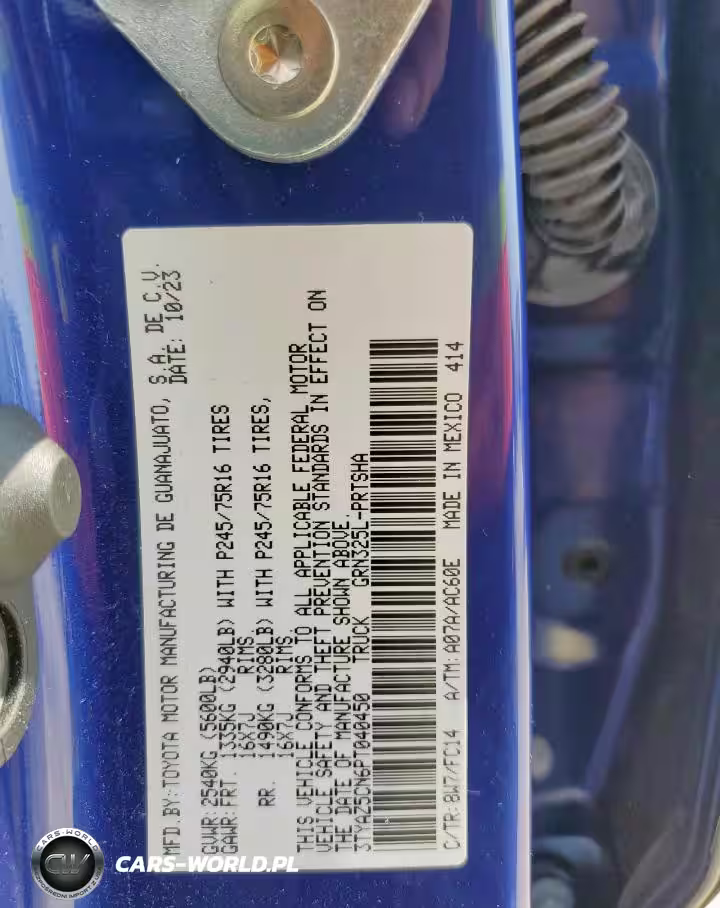 MFD.BY:TOYOTA MOTOR MANUFACTURING DE GUANAJUATO, S.A. DE C.V.
DATE: 10/23
GVWR:2540KG (5600LB)
GAWR:FRT. 1335KG (2940LB) WITH P245/75R16 TIRES
16X7J RIMS,
RR. 1490KG (3280LB) WITH P245/75R16 TIRES,
16X7J RIMS.
THIS VEHICLE CONFORMS TO ALL APPLICABLE FEDERAL MOTOR
VEHICLE SAFETY AND THEFT PREVENTION STANDARDS IN EFFECT ON
THE DATE OF MANUFACTURE SHOWN ABOVE.
3TYAZ5CN6PT040450 TRUCK GRN325L-PRTSHA
C/TR:8W7/FC14 A/TM:A07A/AC60E MADE IN MEXICO 414
CARS-WORLD
CW
CARS-WORLD.PL